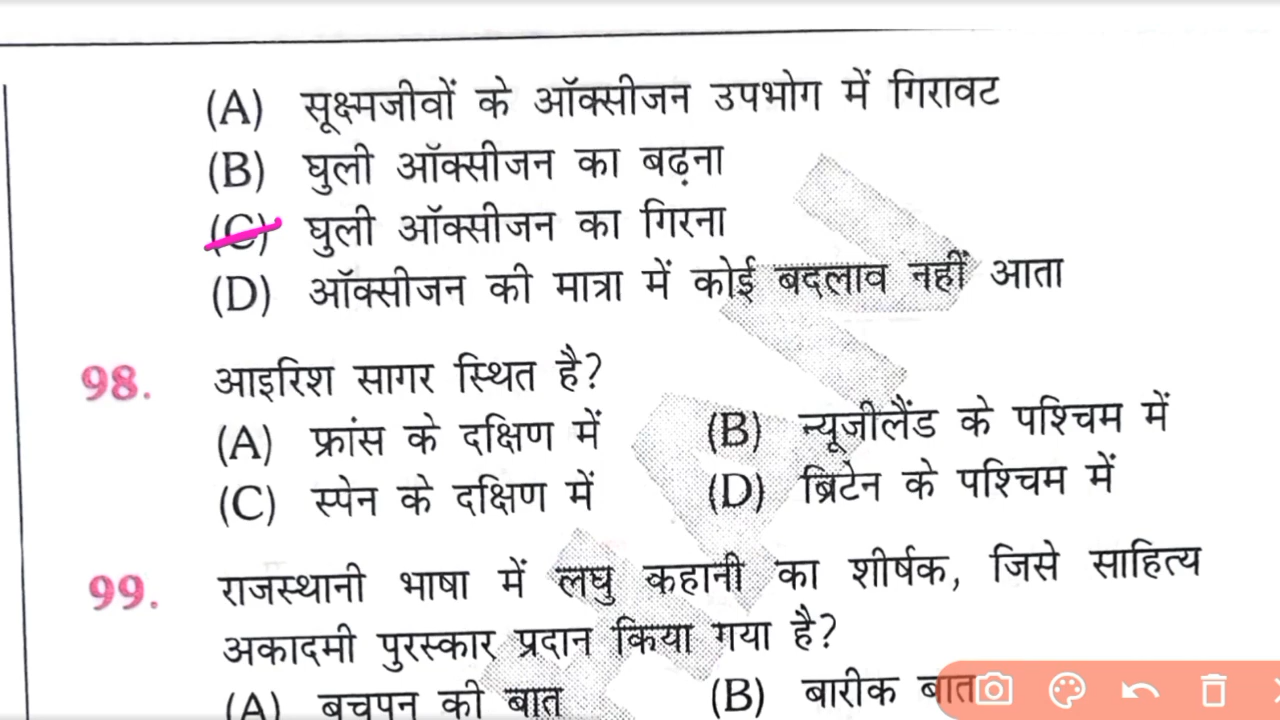 (A) सूक्ष्मजीवों के ऑक्सीजन उपभोग में गिरावट
(B) घुली ऑक्सीजन का बढ़ना
(C) घुली ऑक्सीजन का गिरना
(D) ऑक्सीजन की मात्रा में कोई बदलाव नहीं आता
98. आइरिश सागर स्थित है?
(A) फ्रांस के दक्षिण में (B) न्यूजीलैंड के पश्चिम में
(C) स्पेन के दक्षिण में (D) ब्रिटेन के पश्चिम में
99. राजस्थानी भाषा में लघु कहानी का शीर्षक, जिसे साहित्य
अकादमी पुरस्कार प्रदान किया गया है?
(A) बचपन की बात (B) बारीक बात